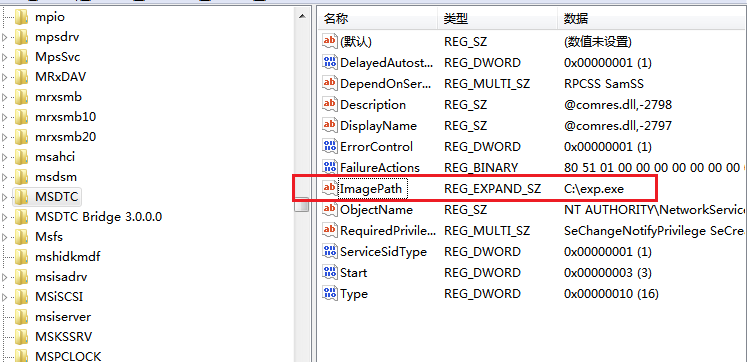 mpio
mpsdrv
MpsSvc
MRxDAV
mrxsmb
mrxsmb10
mrxsmb20
msahci
msdsm
MSDTC
MSDTC Bridge 3.0.0.0
Msfs
mshidkmdf
msisadrv
MSiSCSI
msiserver
MSKSSRV
MSPCLOCK
名称 类型 数据
(默认) REG_SZ (数值未设置)
DelayedAutost... REG_DWORD 0x00000001 (1)
DependOnSer... REG_MULTI_SZ RPCSS SamSS
Description REG_SZ @comres.dll,-2798
DisplayName REG_SZ @comres.dll,-2797
ErrorControl REG_DWORD 0x00000001 (1)
FailureActions REG_BINARY 80 51 01 00 00 00 00 00 00 0
ImagePath REG_EXPAND_SZ C:\exp.exe
ObjectName REG_SZ NT AUTHORITY\NetworkService
RequiredPrivile... REG_MULTI_SZ SeChangeNotifyPrivilege SeCrea
ServiceSidType REG_DWORD 0x00000001 (1)
Start REG_DWORD 0x00000003 (3)
Type REG_DWORD 0x00000010 (16)